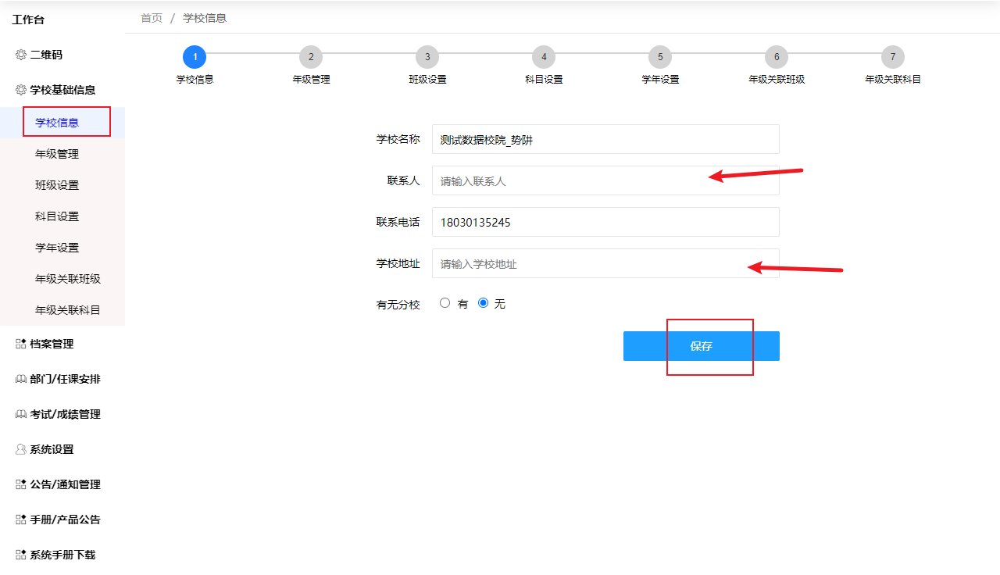 工作台
二维码
学校基础信息
学校信息
年级管理
班级设置
科目设置
学年设置
年级关联班级
年级关联科目
档案管理
部门/任课安排
考试/成绩管理
系统设置
公告/通知管理
手册/产品公告
系统手册下载
首页 / 学校信息
1 2 3 4 5 6 7
学校信息 年级管理 班级设置 科目设置 学年设置 年级关联班级 年级关联科目
学校名称 测试数据校院_势阱
联系人 请输入联系人
联系电话 18030135245
学校地址 请输入学校地址
有无分校 有 无
保存